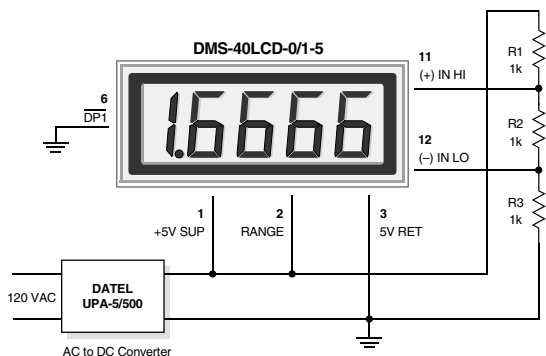 DMS-40LCD-0/1-5
11
(+) IN HI
R1
1k
6
DP1
1.6666
R2
1k
12
(–) IN LO
R3
1k
1
+5V SUP
2
RANGE
3
5V RET
120 VAC
DATEL
UPA-5/500
AC to DC Converter